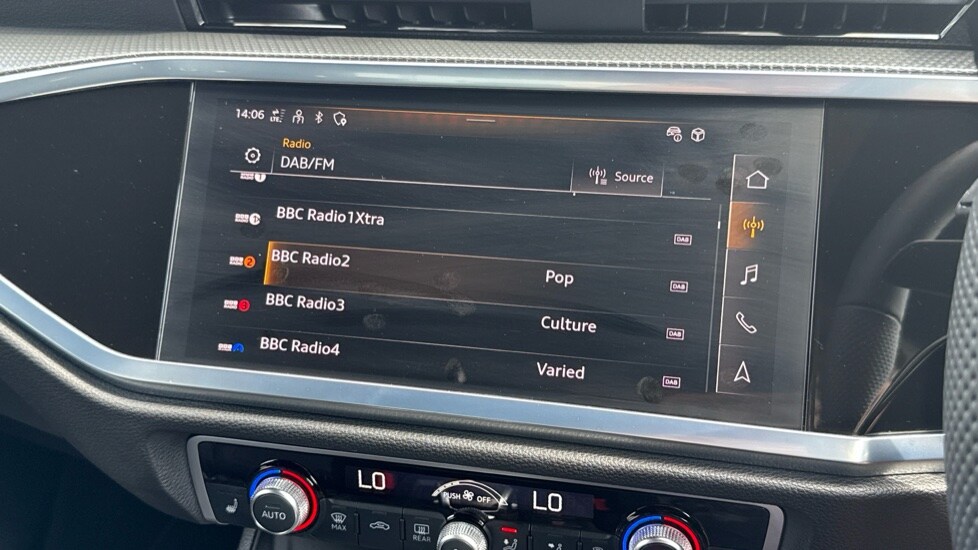 14:06 LTE
Radio
DAB/FM
Source
BBC Radio1Xtra
DAB
BBC Radio2 Pop DAB
BBC Radio3 Culture DAB
BBC Radio4 Varied DAB
LO PUSH OFF LO
AUTO MAX REAR